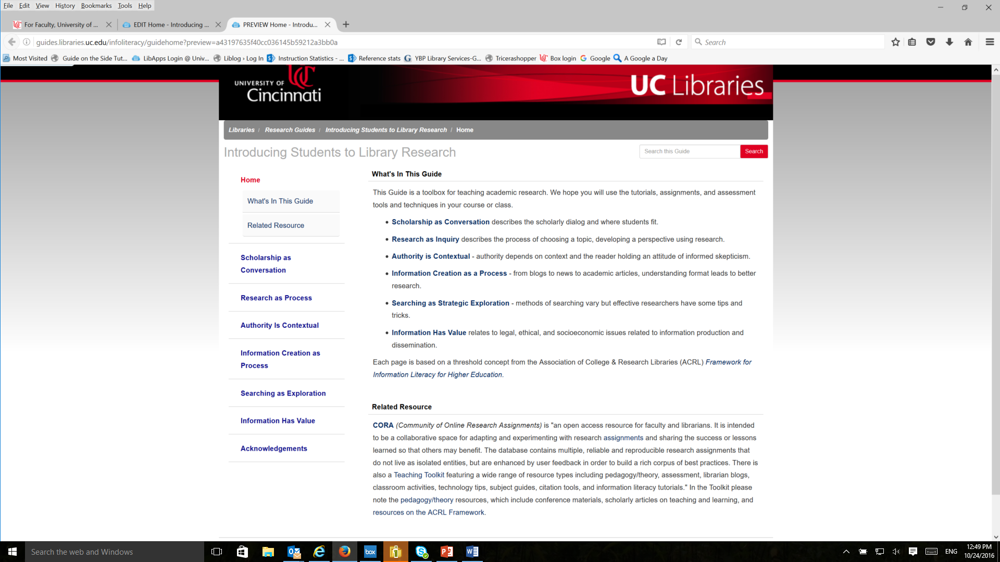 File Edit View History Bookmarks Tools Help
For Faculty, University of ...
EDIT Home - Introducing ...
PREVIEW Home - Introdu...
guides.libraries.uc.edu/infoliteracy/guidehome?preview=a43197635f40cc036145b59212a3bb0a
Search
Most Visited Guide on the Side Tut... LibApps Login @ Univ... Liblog › Log In Instruction Statistics - ... Reference stats YBP Library Services-G... Tricerashopper Box login Google A Google a Day
UNIVERSITY OF
Cincinnati
UC Libraries
Libraries / Research Guides / Introducing Students to Library Research / Home
Introducing Students to Library Research
Search this Guide Search
Home
What's In This Guide
Related Resource
Scholarship as
Conversation
Research as Process
Authority Is Contextual
Information Creation as
Process
Searching as Exploration
Information Has Value
Acknowledgements
What's In This Guide
This Guide is a toolbox for teaching academic research. We hope you will use the tutorials, assignments, and assessment
tools and techniques in your course or class.
• Scholarship as Conversation describes the scholarly dialog and where students fit.
• Research as Inquiry describes the process of choosing a topic, developing a perspective using research.
• Authority is Contextual - authority depends on context and the reader holding an attitude of informed skepticism.
• Information Creation as a Process - from blogs to news to academic articles, understanding format leads to better
research.
• Searching as Strategic Exploration - methods of searching vary but effective researchers have some tips and
tricks.
• Information Has Value relates to legal, ethical, and socioeconomic issues related to information production and
dissemination.
Each page is based on a threshold concept from the Association of College & Research Libraries (ACRL) Framework for
Information Literacy for Higher Education.
Related Resource
CORA (Community of Online Research Assignments) is "an open access resource for faculty and librarians. It is intended
to be a collaborative space for adapting and experimenting with research assignments and sharing the success or lessons
learned so that others may benefit. The database contains multiple, reliable and reproducible research assignments that
do not live as isolated entities, but are enhanced by user feedback in order to build a rich corpus of best practices. There is
also a Teaching Toolkit featuring a wide range of resource types including pedagogy/theory, assessment, librarian blogs,
classroom activities, technology tips, subject guides, citation tools, and information literacy tutorials." In the Toolkit please
note the pedagogy/theory resources, which include conference materials, scholarly articles on teaching and learning, and
resources on the ACRL Framework.
Search the web and Windows
box
ENG
12:49 PM
10/24/2016